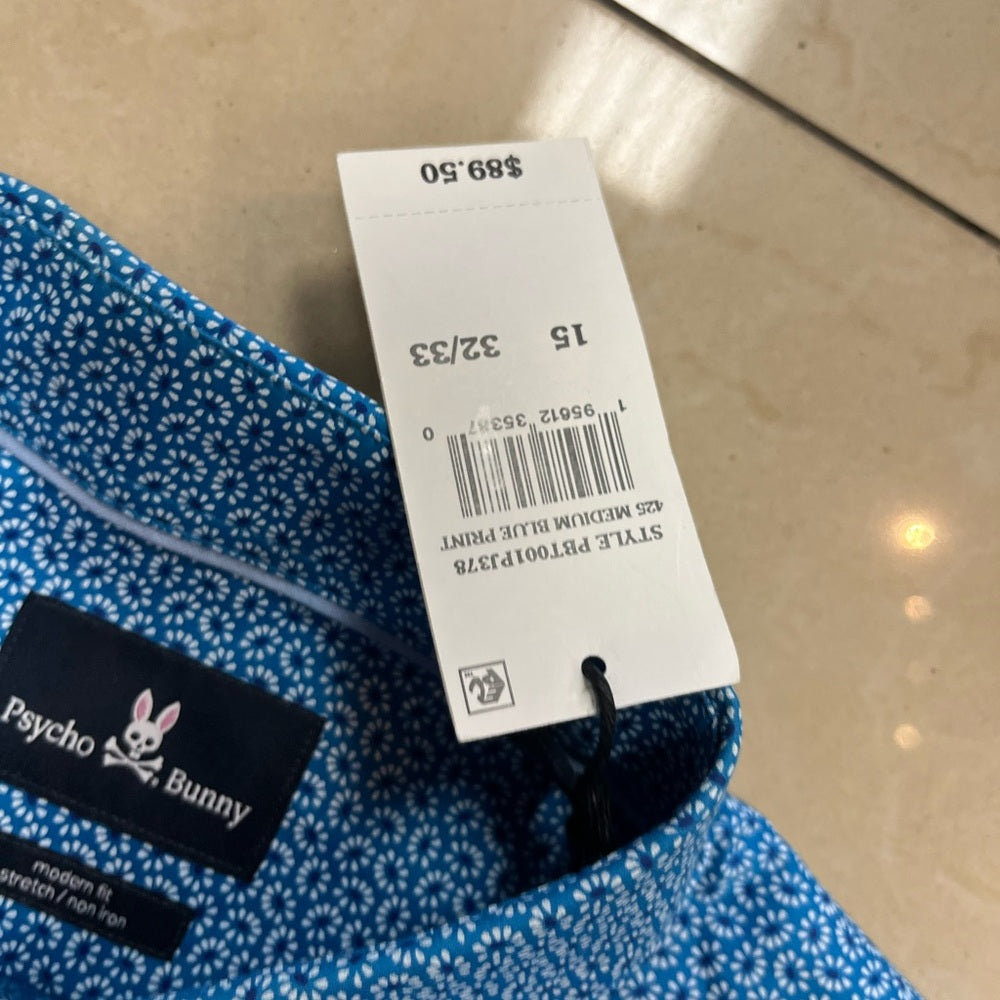 STYLE PBT001PJ378
425 MEDIUM BLUE PRINT
1 95612 35387 0
15 32/33
$89.50
Psycho Bunny
modern fit
stretch / non iron